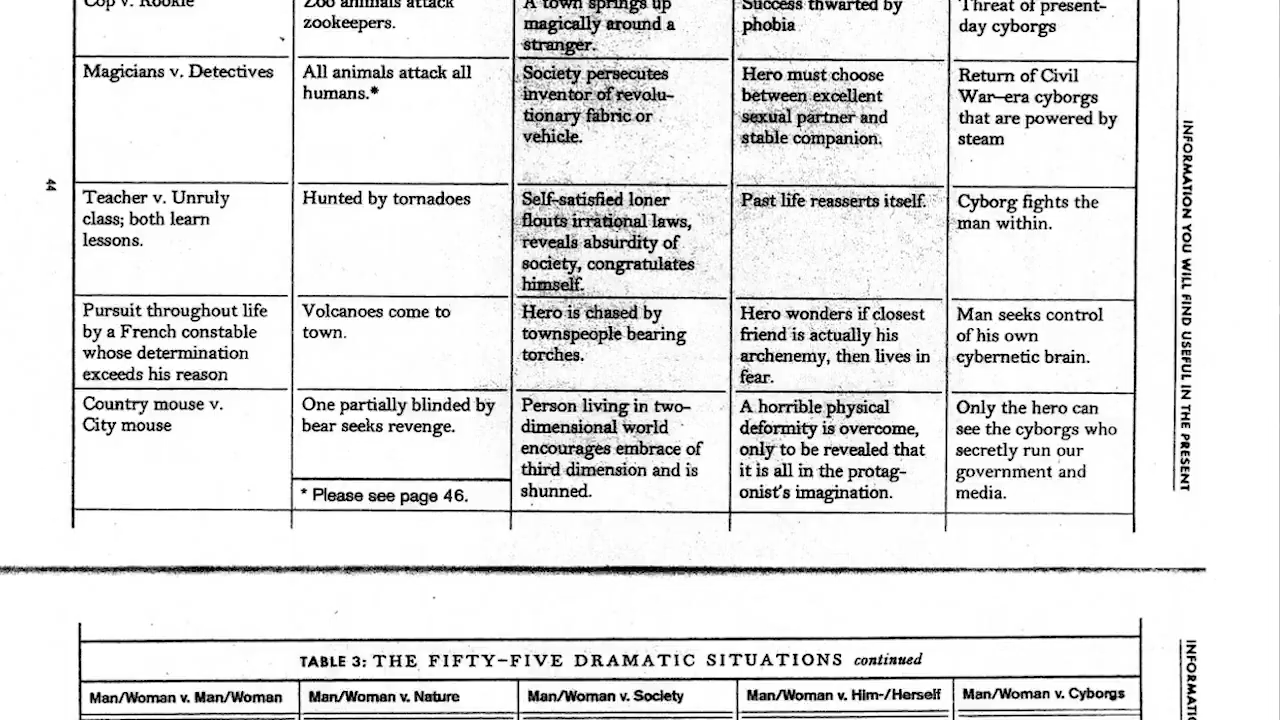 Cop v. Rookie
Zoo animals attack
zookeepers.
A town springs up
magically around a
stranger.
Success thwarted by
phobia
Threat of present-
day cyborgs
Magicians v. Detectives
All animals attack all
humans.*
Society persecutes
inventor of revolu-
tionary fabric or
vehicle.
Hero must choose
between excellent
sexual partner and
stable companion.
Return of Civil
War–era cyborgs
that are powered by
steam
Teacher v. Unruly
class; both learn
lessons.
Hunted by tornadoes
Self-satisfied loner
flouts irrational laws,
reveals absurdity of
society, congratulates
himself.
Past life reasserts itself.
Cyborg fights the
man within.
Pursuit throughout life
by a French constable
whose determination
exceeds his reason
Volcanoes come to
town.
Hero is chased by
townspeople bearing
torches.
Hero wonders if closest
friend is actually his
archenemy, then lives in
fear.
Man seeks control
of his own
cybernetic brain.
Country mouse v.
City mouse
One partially blinded by
bear seeks revenge.
* Please see page 46.
Person living in two-
dimensional world
encourages embrace of
third dimension and is
shunned.
A horrible physical
deformity is overcome,
only to be revealed that
it is all in the protag-
onist's imagination.
Only the hero can
see the cyborgs who
secretly run our
government and
media.
44
INFORMATION YOU WILL FIND USEFUL IN THE PRESENT
TABLE 3: THE FIFTY-FIVE DRAMATIC SITUATIONS continued
Man/Woman v. Man/Woman
Man/Woman v. Nature
Man/Woman v. Society
Man/Woman v. Him-/Herself
Man/Woman v. Cyborgs
INFORMATI